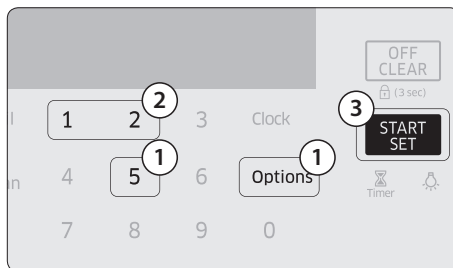 OFF
CLEAR
(3 sec)
1 2 2 3 Clock 3
START
SET
4 1 5 6 1 Options
Timer
7 8 9 0